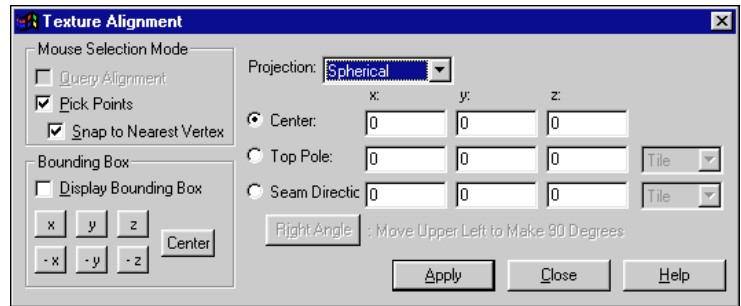 Texture Alignment
Mouse Selection Mode
Query Alignment
Pick Points
Snap to Nearest Vertex
Bounding Box
Display Bounding Box
x y z
-x -y -z
Center
Projection: Spherical
x: y: z:
Center: 0 0 0
Top Pole: 0 0 0 Tile
Seam Directic 0 0 0 Tile
Right Angle : Move Upper Left to Make 90 Degrees
Apply Close Help